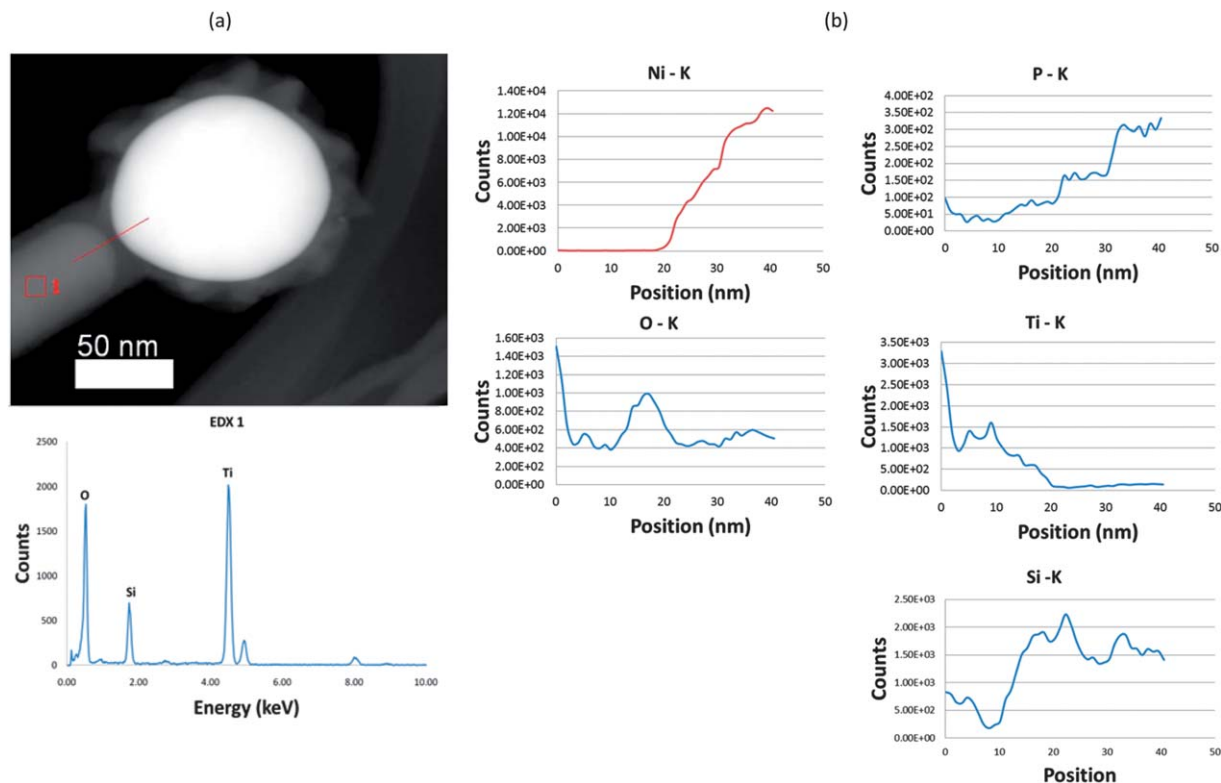 (a)
50 nm
1
EDX 1
Counts
2500
2000
1500
1000
500
0
O
Si
Ti
0.00 2.00 4.00 6.00 8.00 10.00
Energy (keV)
(b)
Ni - K
Counts
1.40E+04
1.20E+04
1.00E+04
8.00E+03
6.00E+03
4.00E+03
2.00E+03
0.00E+00
0 10 20 30 40 50
Position (nm)
P - K
Counts
4.00E+02
3.50E+02
3.00E+02
2.50E+02
2.00E+02
1.50E+02
1.00E+02
5.00E+01
0.00E+00
0 10 20 30 40 50
Position (nm)
O - K
Counts
1.60E+03
1.40E+03
1.20E+03
1.00E+03
8.00E+02
6.00E+02
4.00E+02
2.00E+02
0.00E+00
0 10 20 30 40 50
Position (nm)
Ti - K
Counts
3.50E+03
3.00E+03
2.50E+03
2.00E+03
1.50E+03
1.00E+03
5.00E+02
0.00E+00
0 10 20 30 40 50
Position (nm)
Si -K
Counts
2.50E+03
2.00E+03
1.50E+03
1.00E+03
5.00E+02
0.00E+00
0 10 20 30 40 50
Position